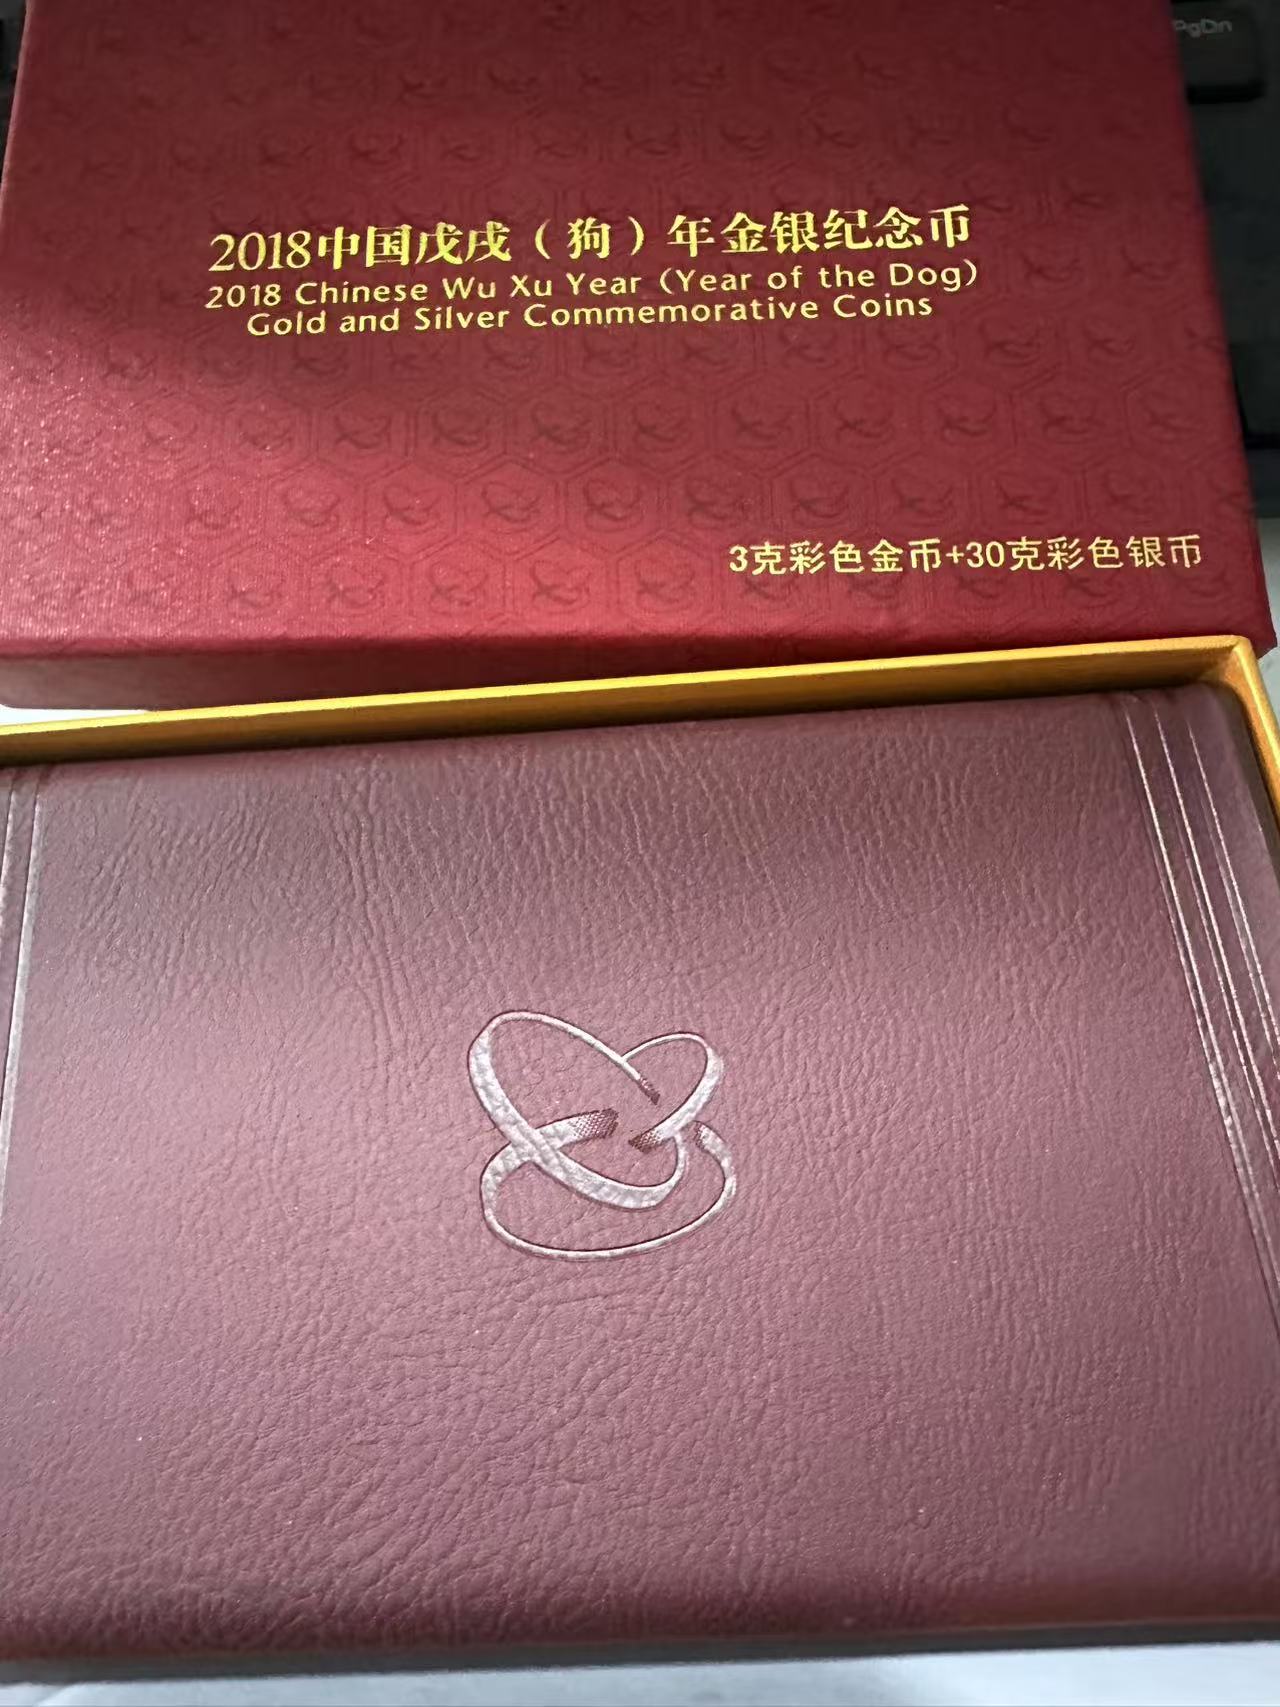 PgDn
2018中国戊戌（狗）年金银纪念币
2018 Chinese Wu Xu Year (Year of the Dog)
Gold and Silver Commemorative Coins
3克彩色金币+30克彩色银币